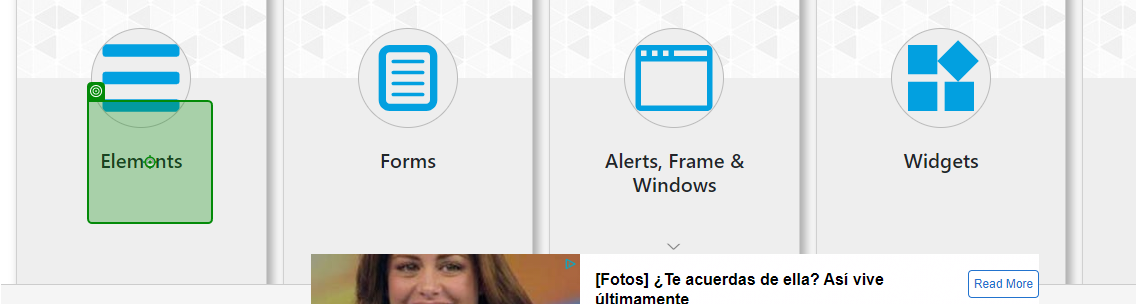 Elements
Forms
Alerts, Frame &
Windows
Widgets
[Fotos] ¿Te acuerdas de ella? Así vive
últimamente
Read More